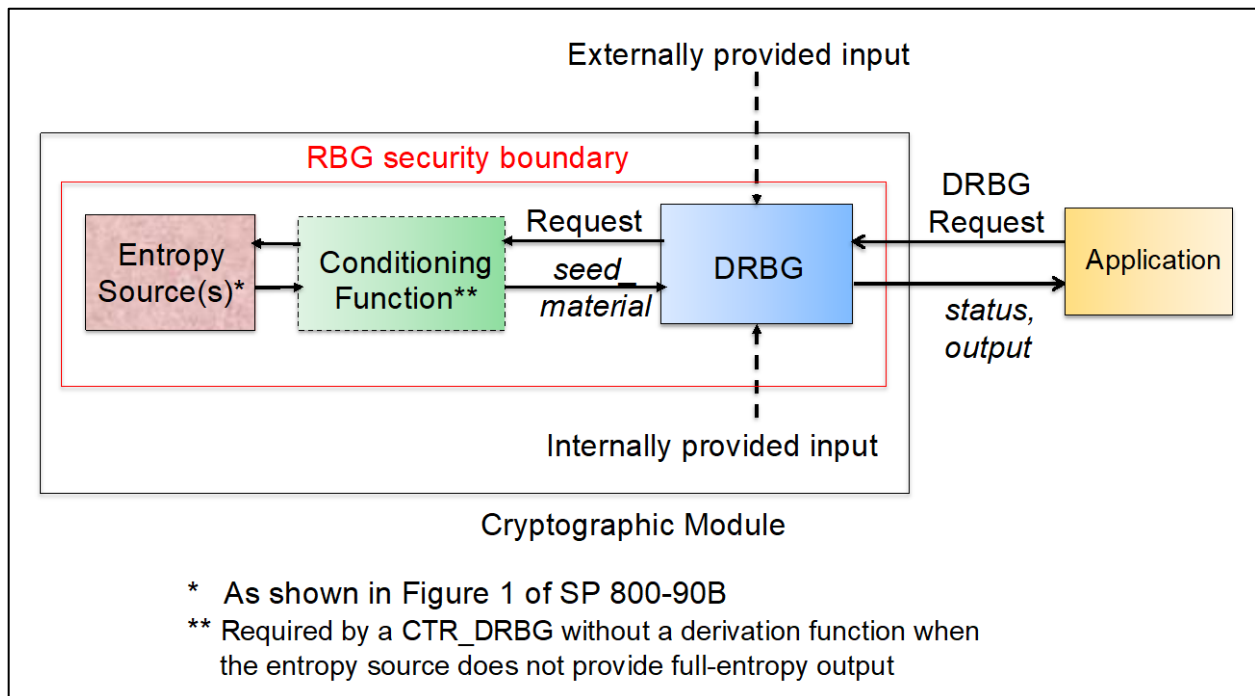 Externally provided input
RBG security boundary
Entropy
Source(s)*
Conditioning
Function**
Request
seed_
material
DRBG
DRBG
Request
status,
output
Application
Internally provided input
Cryptographic Module
* As shown in Figure 1 of SP 800-90B
** Required by a CTR_DRBG without a derivation function when
the entropy source does not provide full-entropy output